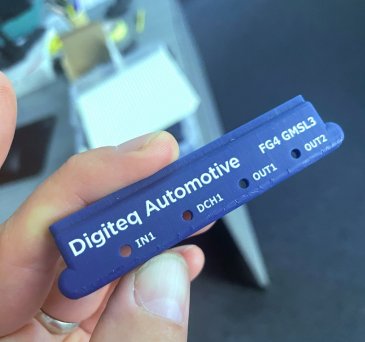 Digiteq Automotive
FG4 GMSL3
IN1
DCH1
OUT1
OUT2